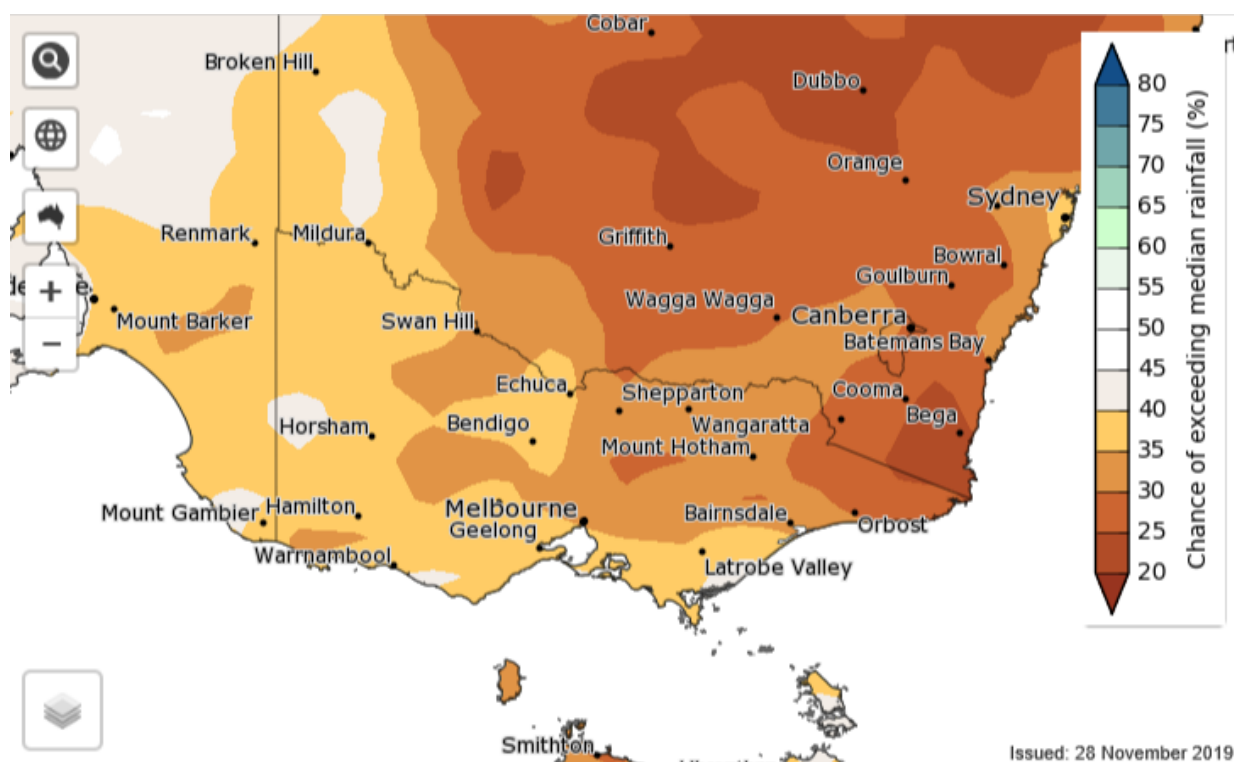 Cobar
Broken Hill
Dubbo
Orange
Sydney
Renmark
Mildura
Griffith
Bowral
Goulburn
Wagga Wagga
Canberra
Mount Barker
Swan Hill
Batemans Bay
Echuca
Shepparton
Cooma
Bega
Horsham
Bendigo
Wangaratta
Mount Hotham
Mount Gambier
Hamilton
Melbourne
Geelong
Bairnsdale
Orbost
Warrnambool
Latrobe Valley
Smithton
+
−
80
75
70
65
60
55
50
45
40
35
30
25
20
Chance of exceeding median rainfall (%)
Issued: 28 November 2019